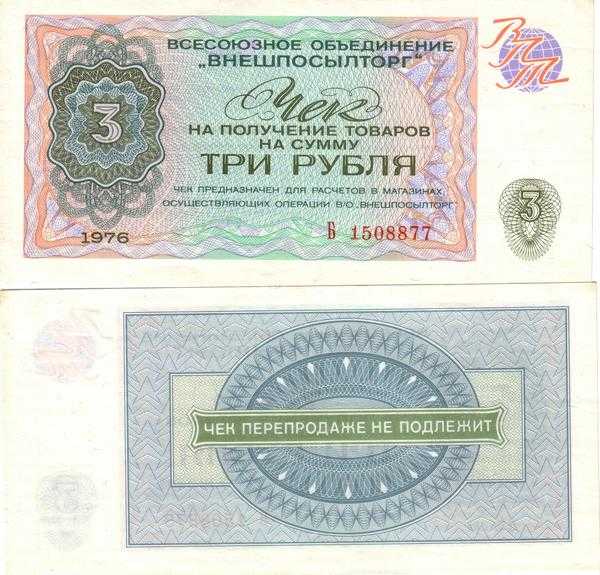 ВСЕСОЮЗНОЕ ОБЪЕДИНЕНИЕ
„ВНЕШПОСЫЛТОРГ“
ВПТ
3
Чек
НА ПОЛУЧЕНИЕ ТОВАРОВ
НА СУММУ
ТРИ РУБЛЯ
ЧЕК ПРЕДНАЗНАЧЕН ДЛЯ РАСЧЕТОВ В МАГАЗИНАХ,
ОСУЩЕСТВЛЯЮЩИХ ОПЕРАЦИИ В/О „ВНЕШПОСЫЛТОРГ“
3
1976
Б 1508877
ЧЕК ПЕРЕПРОДАЖЕ НЕ ПОДЛЕЖИТ
3